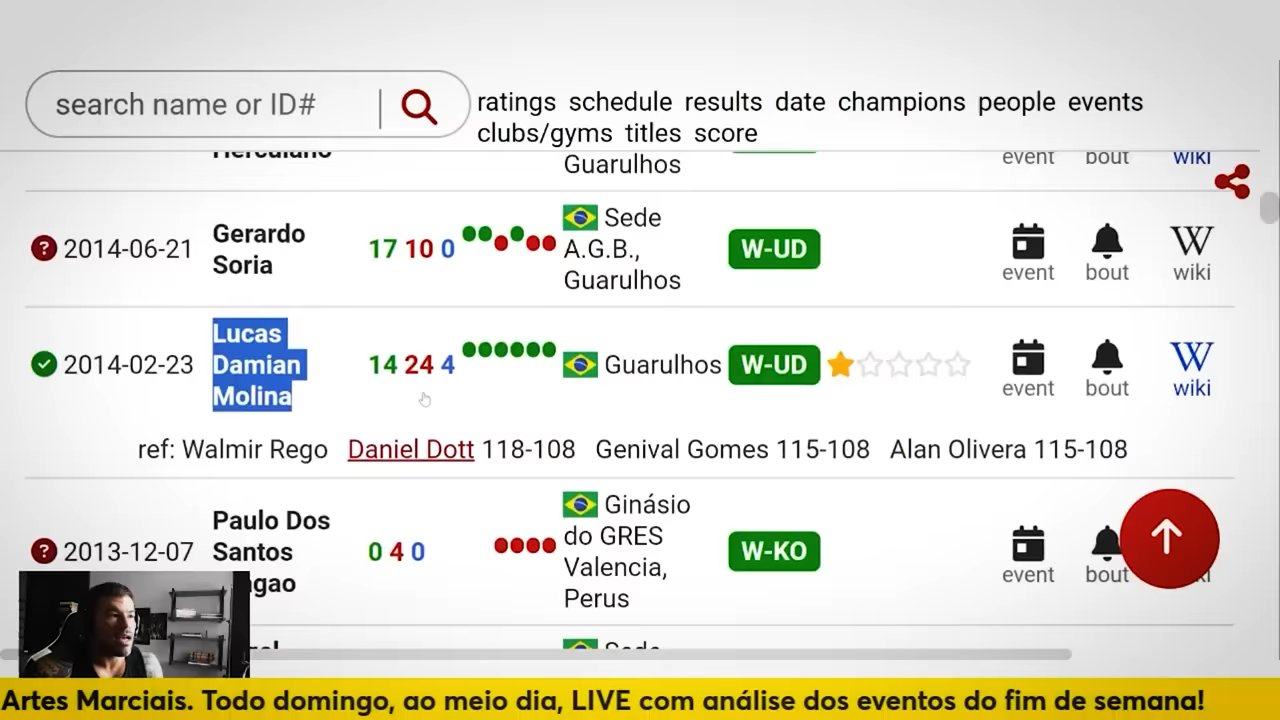 search name or ID#
ratings schedule results date champions people events
clubs/gyms titles score
Herculano
Guarulhos
event
bout
wiki
2014-06-21
Gerardo
Soria
17 10 0
Sede
A.G.B.,
Guarulhos
W-UD
event
bout
W
wiki
2014-02-23
Lucas
Damian
Molina
14 24 4
Guarulhos
W-UD
event
bout
W
wiki
ref: Walmir Rego Daniel Dott 118-108 Genival Gomes 115-108 Alan Olivera 115-108
2013-12-07
Paulo Dos
Santos
0 4 0
Ginásio
do GRES
Valencia,
Perus
W-KO
event
bout
Artes Marciais. Todo domingo, ao meio dia, LIVE com análise dos eventos do fim de semana!